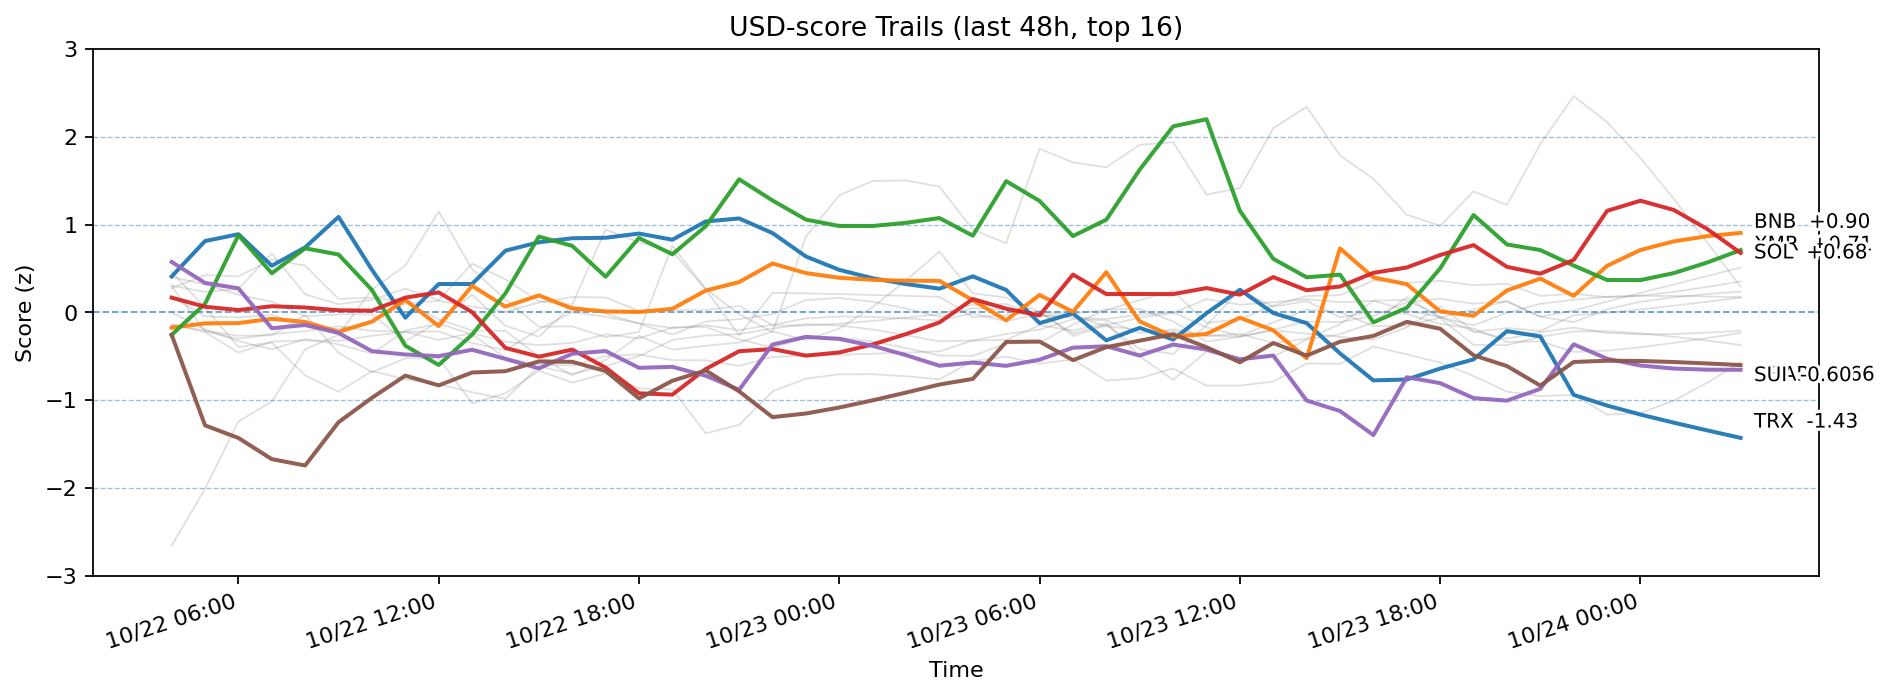 USD-score Trails (last 48h, top 16)
Score (z)
3
2
1
0
−1
−2
−3
BNB +0.90
XMR +0.71
SOL +0.68
TRX -1.43
10/22 06:00
10/22 12:00
10/22 18:00
10/23 00:00
10/23 06:00
10/23 12:00
10/23 18:00
10/24 00:00
Time